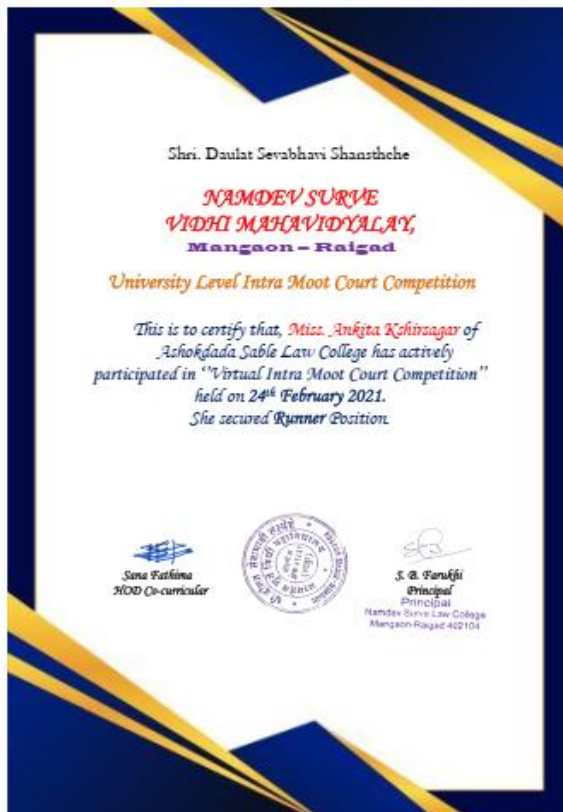 Shri. Daulat Sevabhavi Shansthche
NAMDEV SURVE
VIDHI MAHAVIDYALAY,
Mangaon – Raigad
University Level Intra Moot Court Competition
This is to certify that, Miss. Ankita Kshirsagar of
Ashokdada Sable Law College has actively
participated in “Virtual Intra Moot Court Competition”
held on 24th February 2021.
She secured Runner Position.
Sana Fathima
HOD Co-curricular
S. B. Farukhi
Principal
Principal
Namdev Surve Law College
Mangaon-Raigad 402104